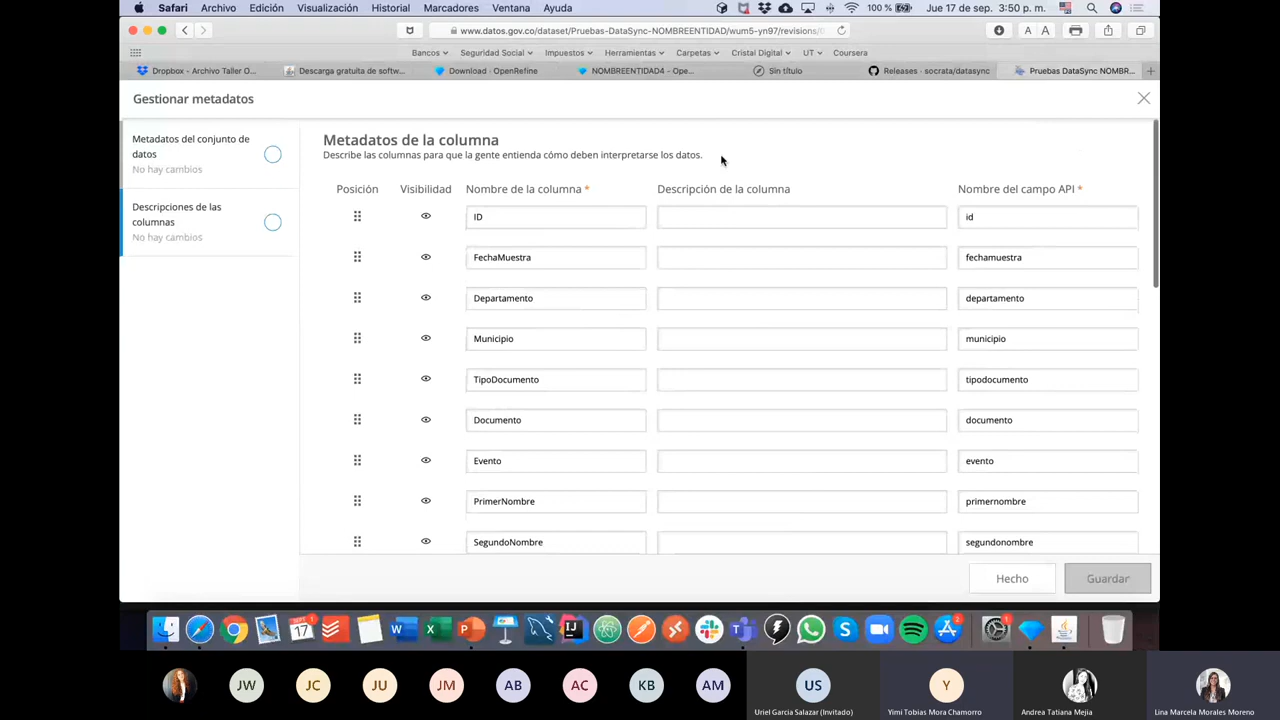 Safari Archivo Edición Visualización Historial Marcadores Ventana Ayuda 100 % Jue 17 de sep. 3:50 p. m.
www.datos.gov.co/dataset/Pruebas-DataSync-NOMBREENTIDAD/wum5-yn97/revisions/
A A
Bancos Seguridad Social Impuestos Herramientas Carpetas Cristal Digital UT Coursera
Dropbox - Archivo Taller O... Descarga gratuita de softw... Download · OpenRefine NOMBREENTIDAD4 - Ope... Sin título Releases · socrata/datasync Pruebas DataSync NOMBR...
Gestionar metadatos
Metadatos del conjunto de
datos
No hay cambios
Descripciones de las
columnas
No hay cambios
Metadatos de la columna
Describe las columnas para que la gente entienda cómo deben interpretarse los datos.
Posición Visibilidad Nombre de la columna * Descripción de la columna Nombre del campo API *
ID id
FechaMuestra fechamuestra
Departamento departamento
Municipio municipio
TipoDocumento tipodocumento
Documento documento
Evento evento
PrimerNombre primernombre
SegundoNombre segundonombre
Hecho Guardar
JW JC JU JM AB AC KB AM US Y
Uriel Garcia Salazar (Invitado) Yimi Tobias Mora Chamorro Andrea Tatiana Mejia Lina Marcela Morales Moreno